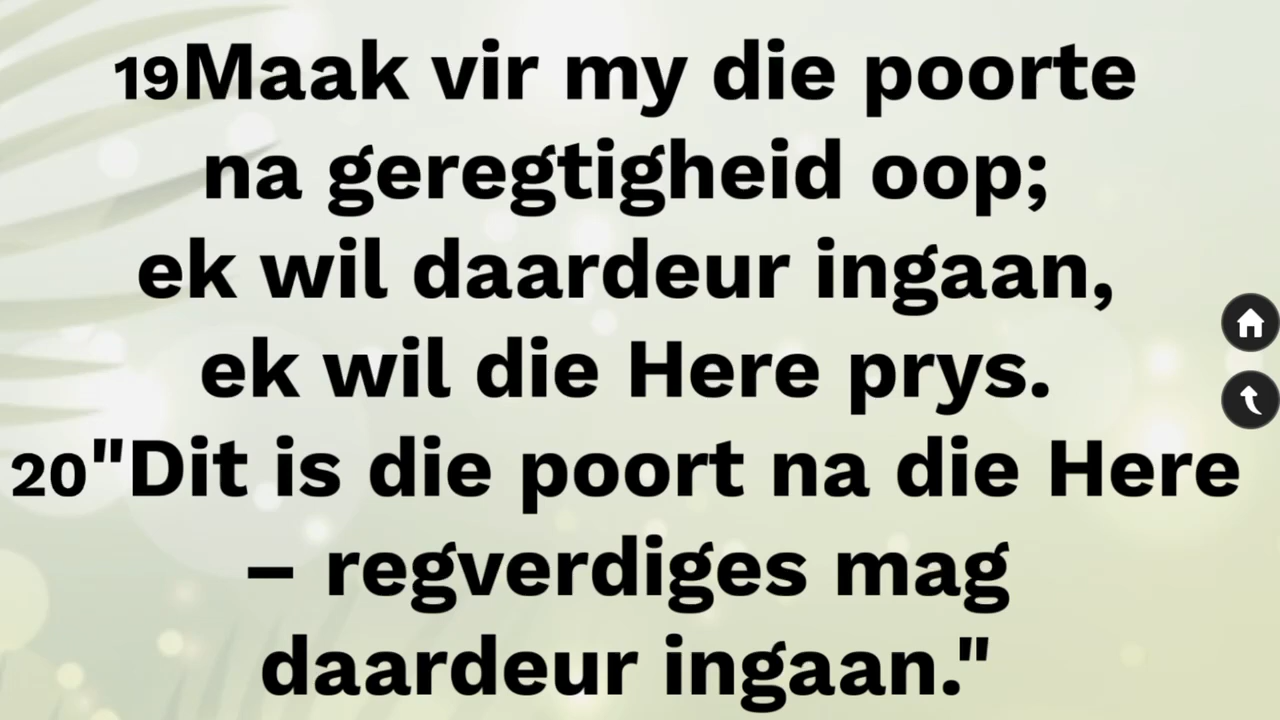 19Maak vir my die poorte
na geregtigheid oop;
ek wil daardeur ingaan,
ek wil die Here prys.
20"Dit is die poort na die Here
– regverdiges mag
daardeur ingaan."